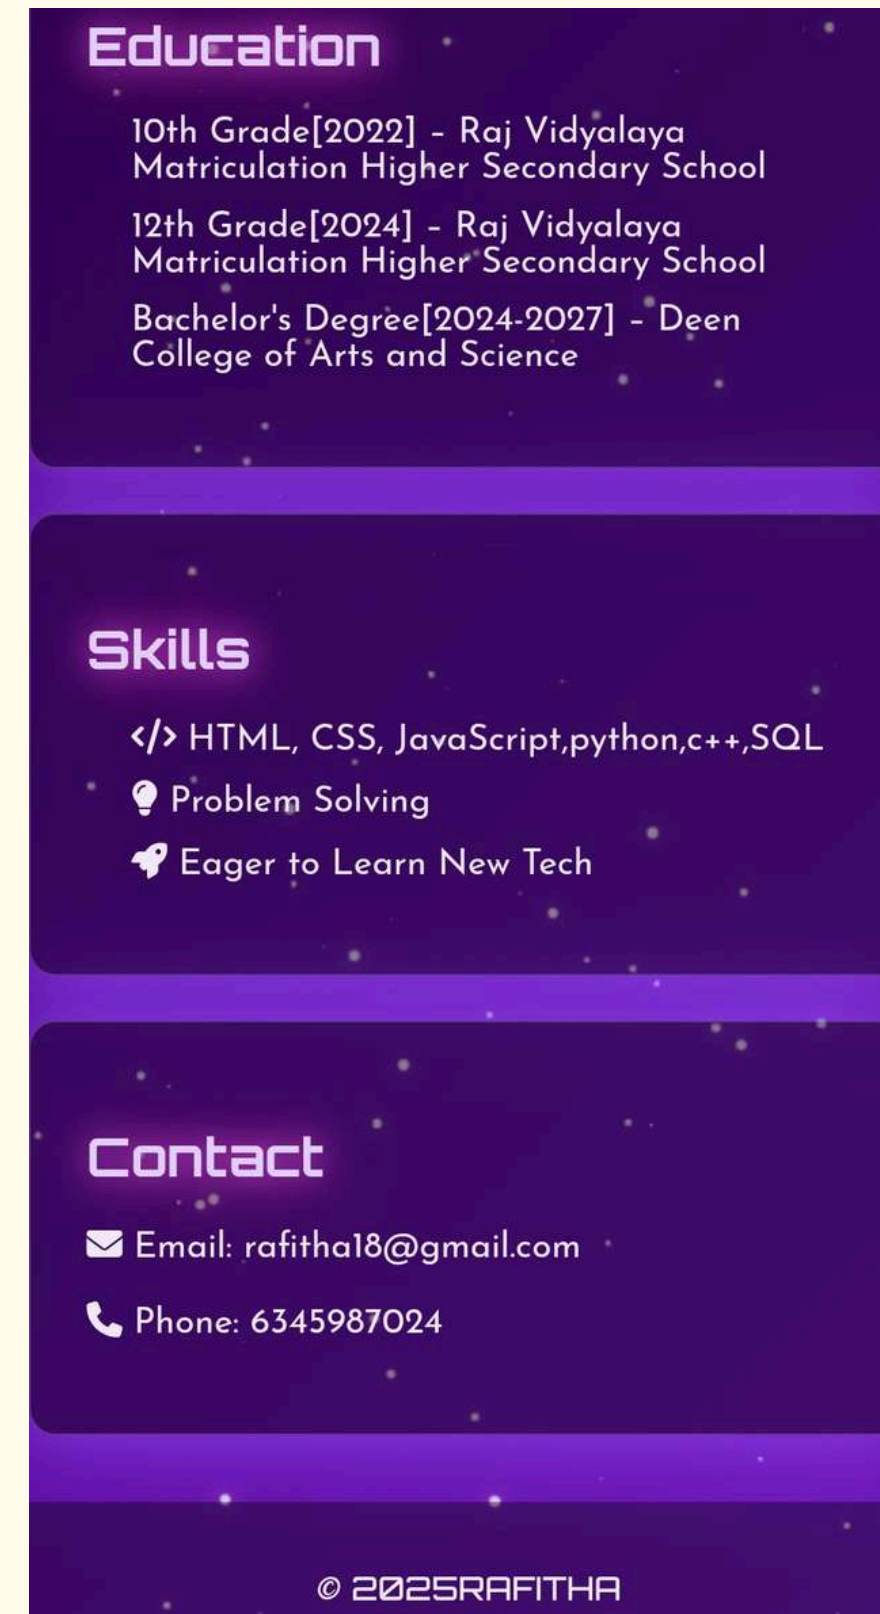 Education
10th Grade[2022] – Raj Vidyalaya
Matriculation Higher Secondary School
12th Grade[2024] – Raj Vidyalaya
Matriculation Higher Secondary School
Bachelor's Degree[2024-2027] – Deen
College of Arts and Science
Skills
</> HTML, CSS, JavaScript,python,c++,SQL
Problem Solving
Eager to Learn New Tech
Contact
Email: rafitha18@gmail.com
Phone: 6345987024
© 2025RAFITHA